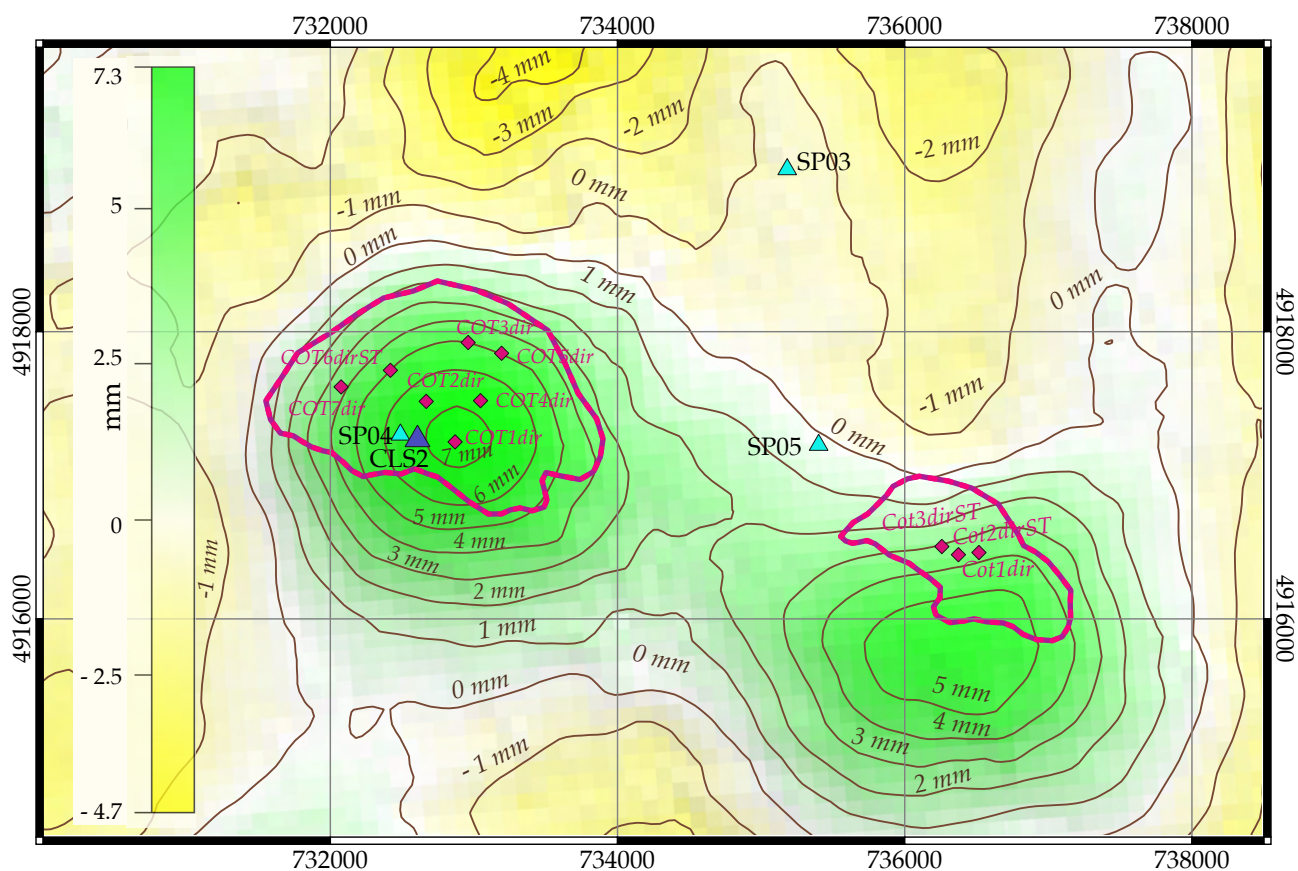 732000 734000 736000 738000
7.3
-4 mm
-3 mm
-2 mm
-2 mm
SP03
5
0 mm
-1 mm
0 mm
1 mm
0 mm
4918000
4918000
COT3dir
COT6dirST
COT5dir
2.5
COT2dir
COT7dir
COT4dir
mm
-1 mm
SP04
COT1dir
0 mm
SP05
CLS2
7 mm
6 mm
5 mm
Cot3dirST
0
Cot2dirST
4 mm
3 mm
-1 mm
Cot1dir
2 mm
4916000
4916000
1 mm
0 mm
-2.5
0 mm
5 mm
4 mm
3 mm
-1 mm
2 mm
-4.7
732000 734000 736000 738000